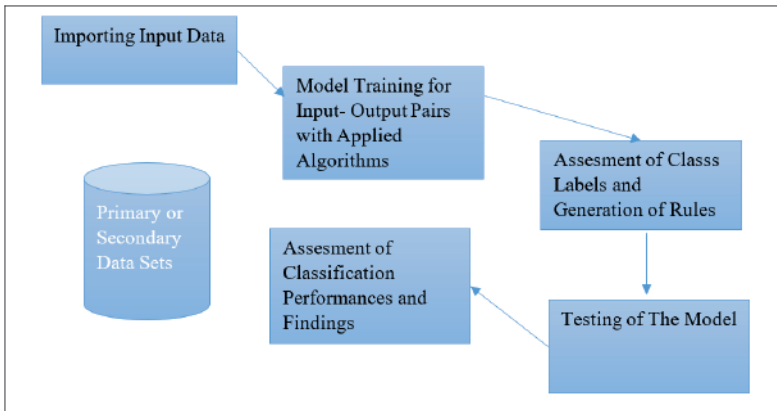 Importing Input Data
Model Training for
Input- Output Pairs
with Applied
Algorithms
Assesment of Classs
Labels and
Generation of Rules
Primary or
Secondary
Data Sets
Assesment of
Classification
Performances and
Findings
Testing of The Model